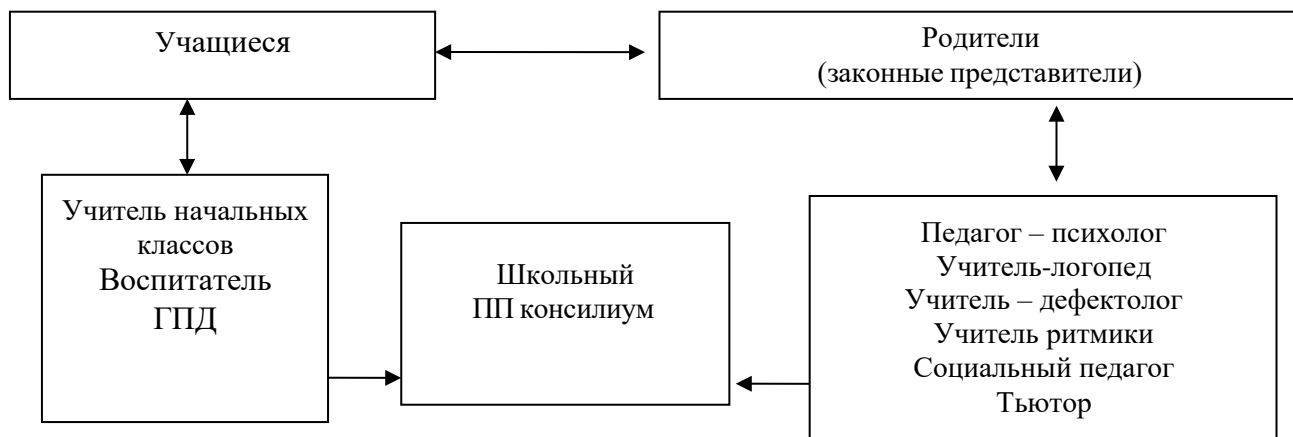 Учащиеся
Родители
(законные представители)
Учитель начальных
классов
Воспитатель
ГПД
Школьный
ПП консилиум
Педагог – психолог
Учитель-логопед
Учитель – дефектолог
Учитель ритмики
Социальный педагог
Тьютор